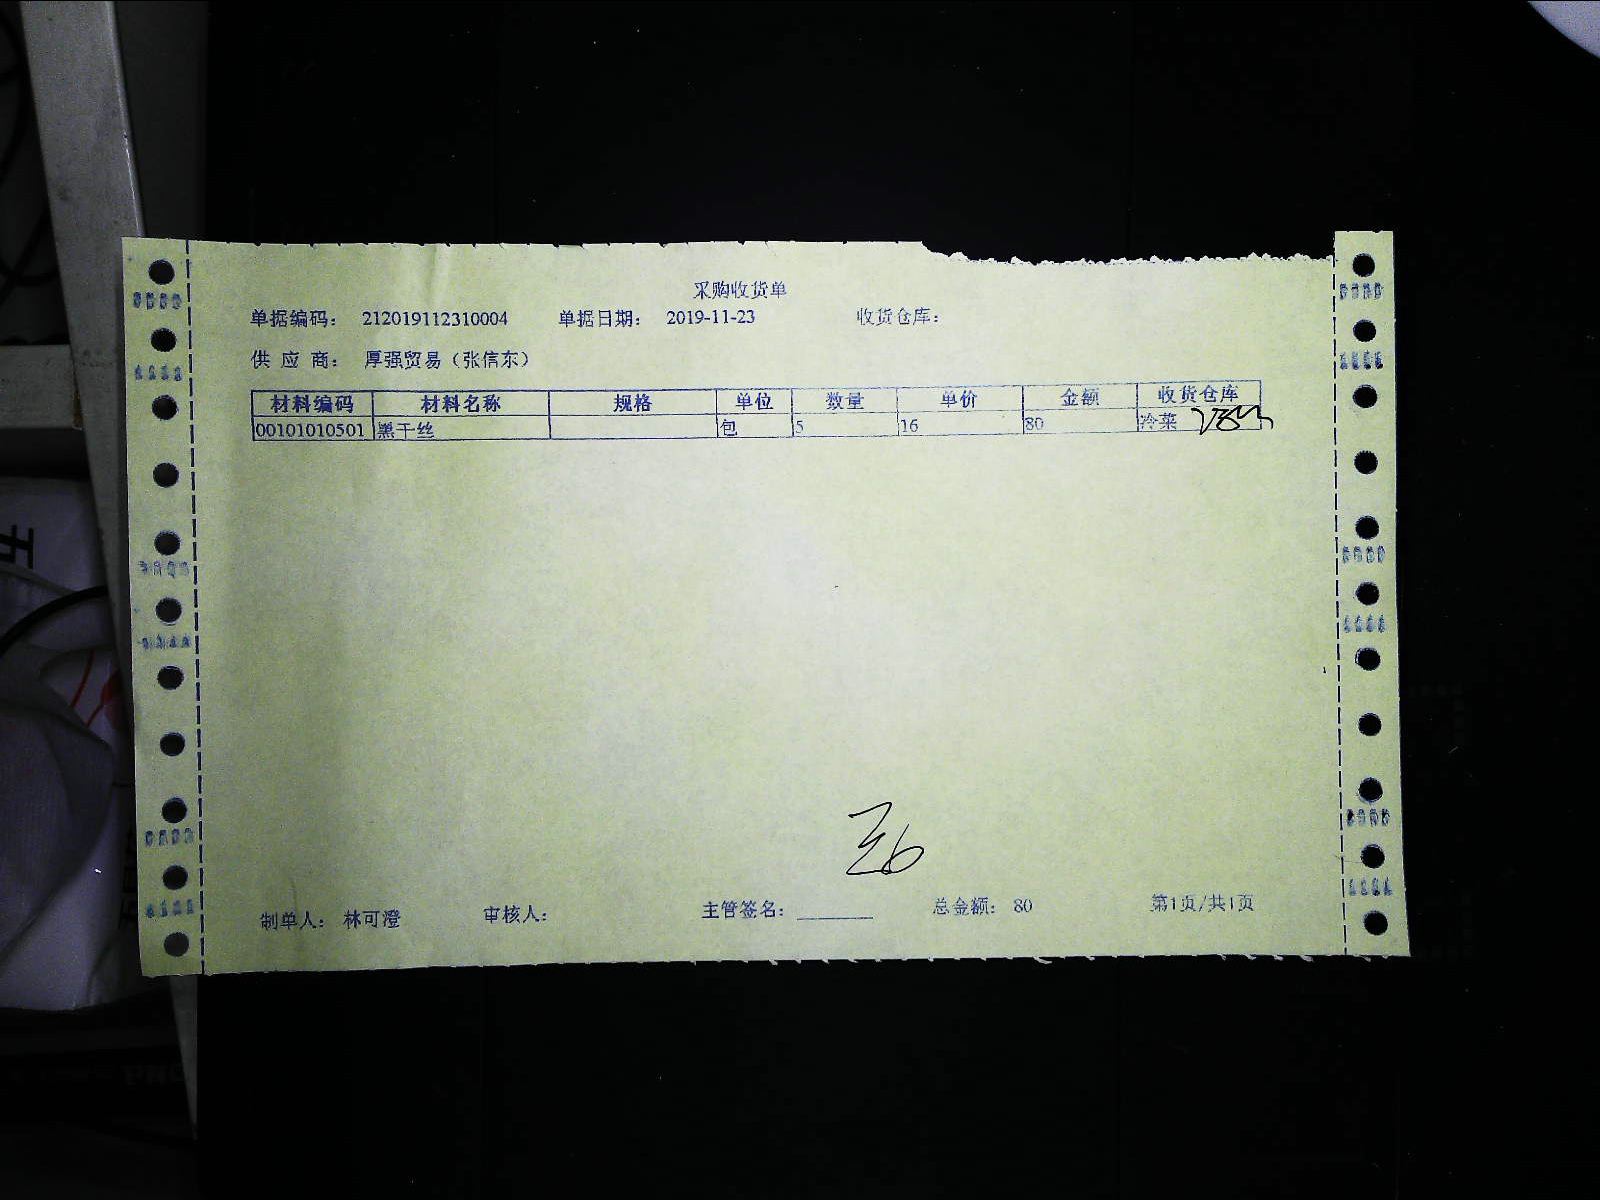 采购收货单
单据编码： 212019112310004 单据日期： 2019-11-23 收货仓库：
供 应 商： 厚强贸易（张信东）
材料编码 材料名称 规格 单位 数量 单价 金额 收货仓库
00101010501 黑干丝 包 5 16 80 冷菜
制单人： 林可澄 审核人： 主管签名： 总金额： 80 第1页/共1页